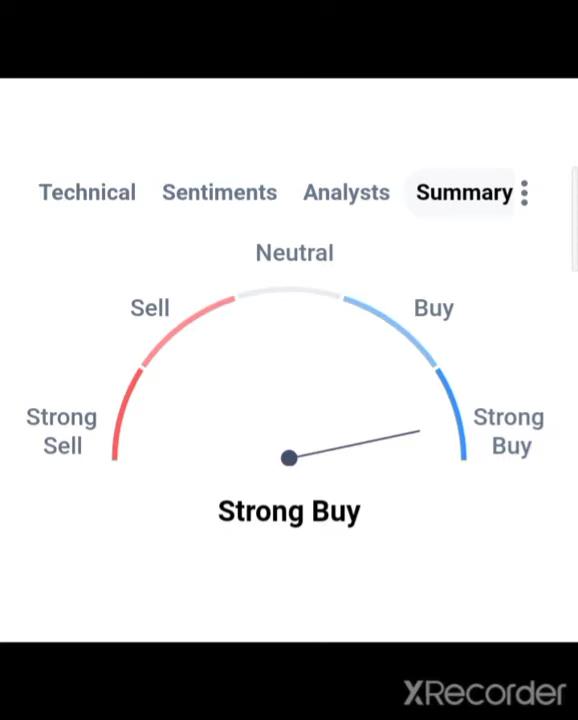 Technical Sentiments Analysts Summary
Neutral
Sell
Buy
Strong
Sell
Strong
Buy
Strong Buy
XRecorder